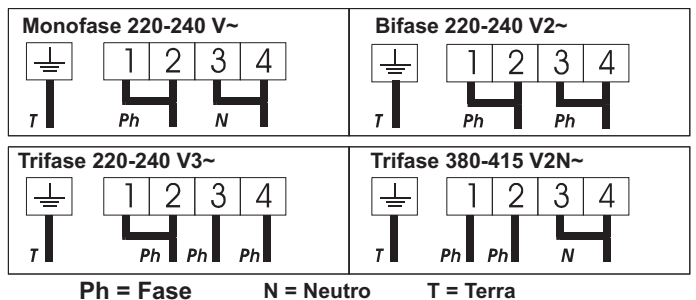 Monofase 220-240 V~
1 2 3 4
T Ph N
Bifase 220-240 V2~
1 2 3 4
T Ph Ph
Trifase 220-240 V3~
1 2 3 4
T Ph Ph Ph
Trifase 380-415 V2N~
1 2 3 4
T Ph Ph N
Ph = Fase N = Neutro T = Terra